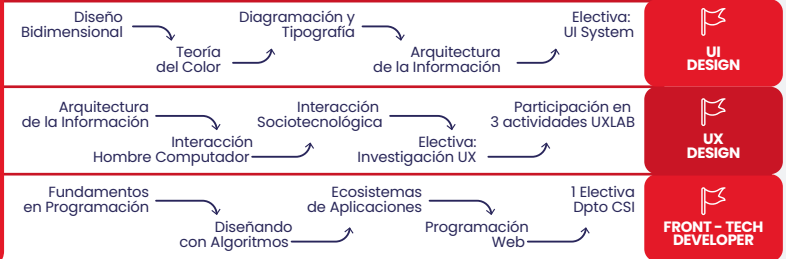 Diseño
Bidimensional
Teoría
del Color
Diagramación y
Tipografía
Arquitectura
de la Información
Electiva:
UI System
UI
DESIGN
Arquitectura
de la Información
Interacción
Hombre Computador
Interacción
Sociotecnológica
Electiva:
Investigación UX
Participación en
3 actividades UXLAB
UX
DESIGN
Fundamentos
en Programación
Diseñando
con Algoritmos
Ecosistemas
de Aplicaciones
Programación
Web
1 Electiva
Dpto CSI
FRONT - TECH
DEVELOPER